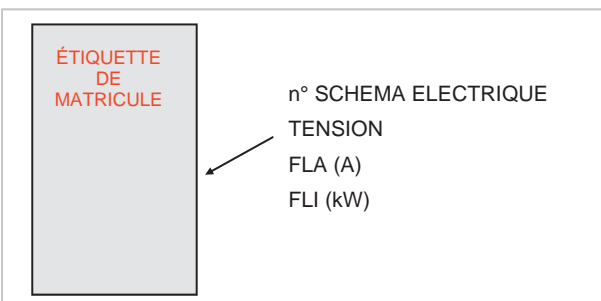 ÉTIQUETTE
DE
MATRICULE
n° SCHEMA ELECTRIQUE
TENSION
FLA (A)
FLI (kW)